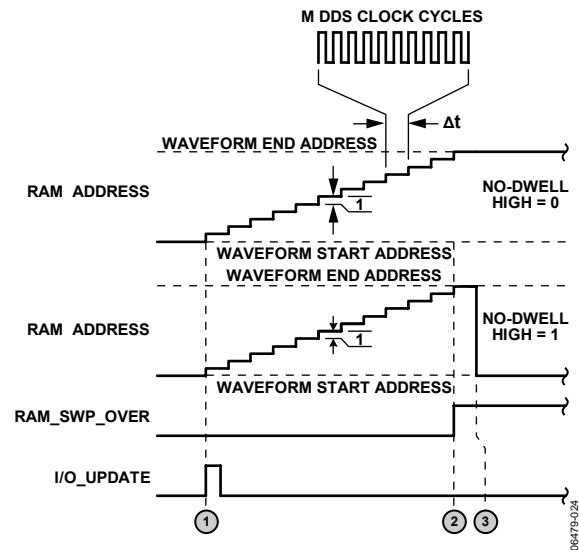 M DDS CLOCK CYCLES
Δt
WAVEFORM END ADDRESS
RAM ADDRESS
1
NO-DWELL
HIGH = 0
WAVEFORM START ADDRESS
WAVEFORM END ADDRESS
RAM ADDRESS
1
NO-DWELL
HIGH = 1
WAVEFORM START ADDRESS
RAM_SWP_OVER
I/O_UPDATE
1 2 3
06479-024